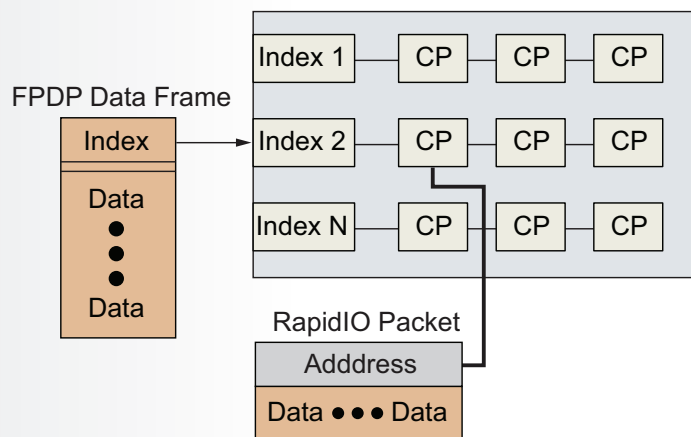 FPDP Data Frame
Index
Data
Data
Index 1 CP CP CP
Index 2 CP CP CP
Index N CP CP CP
RapidIO Packet
Adddress
Data ●●● Data